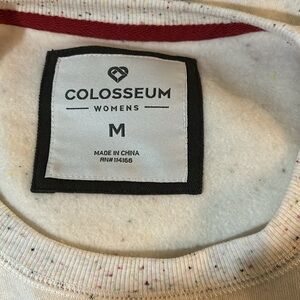 COLOSSEUM
WOMENS
M
MADE IN CHINA
RN# 114166